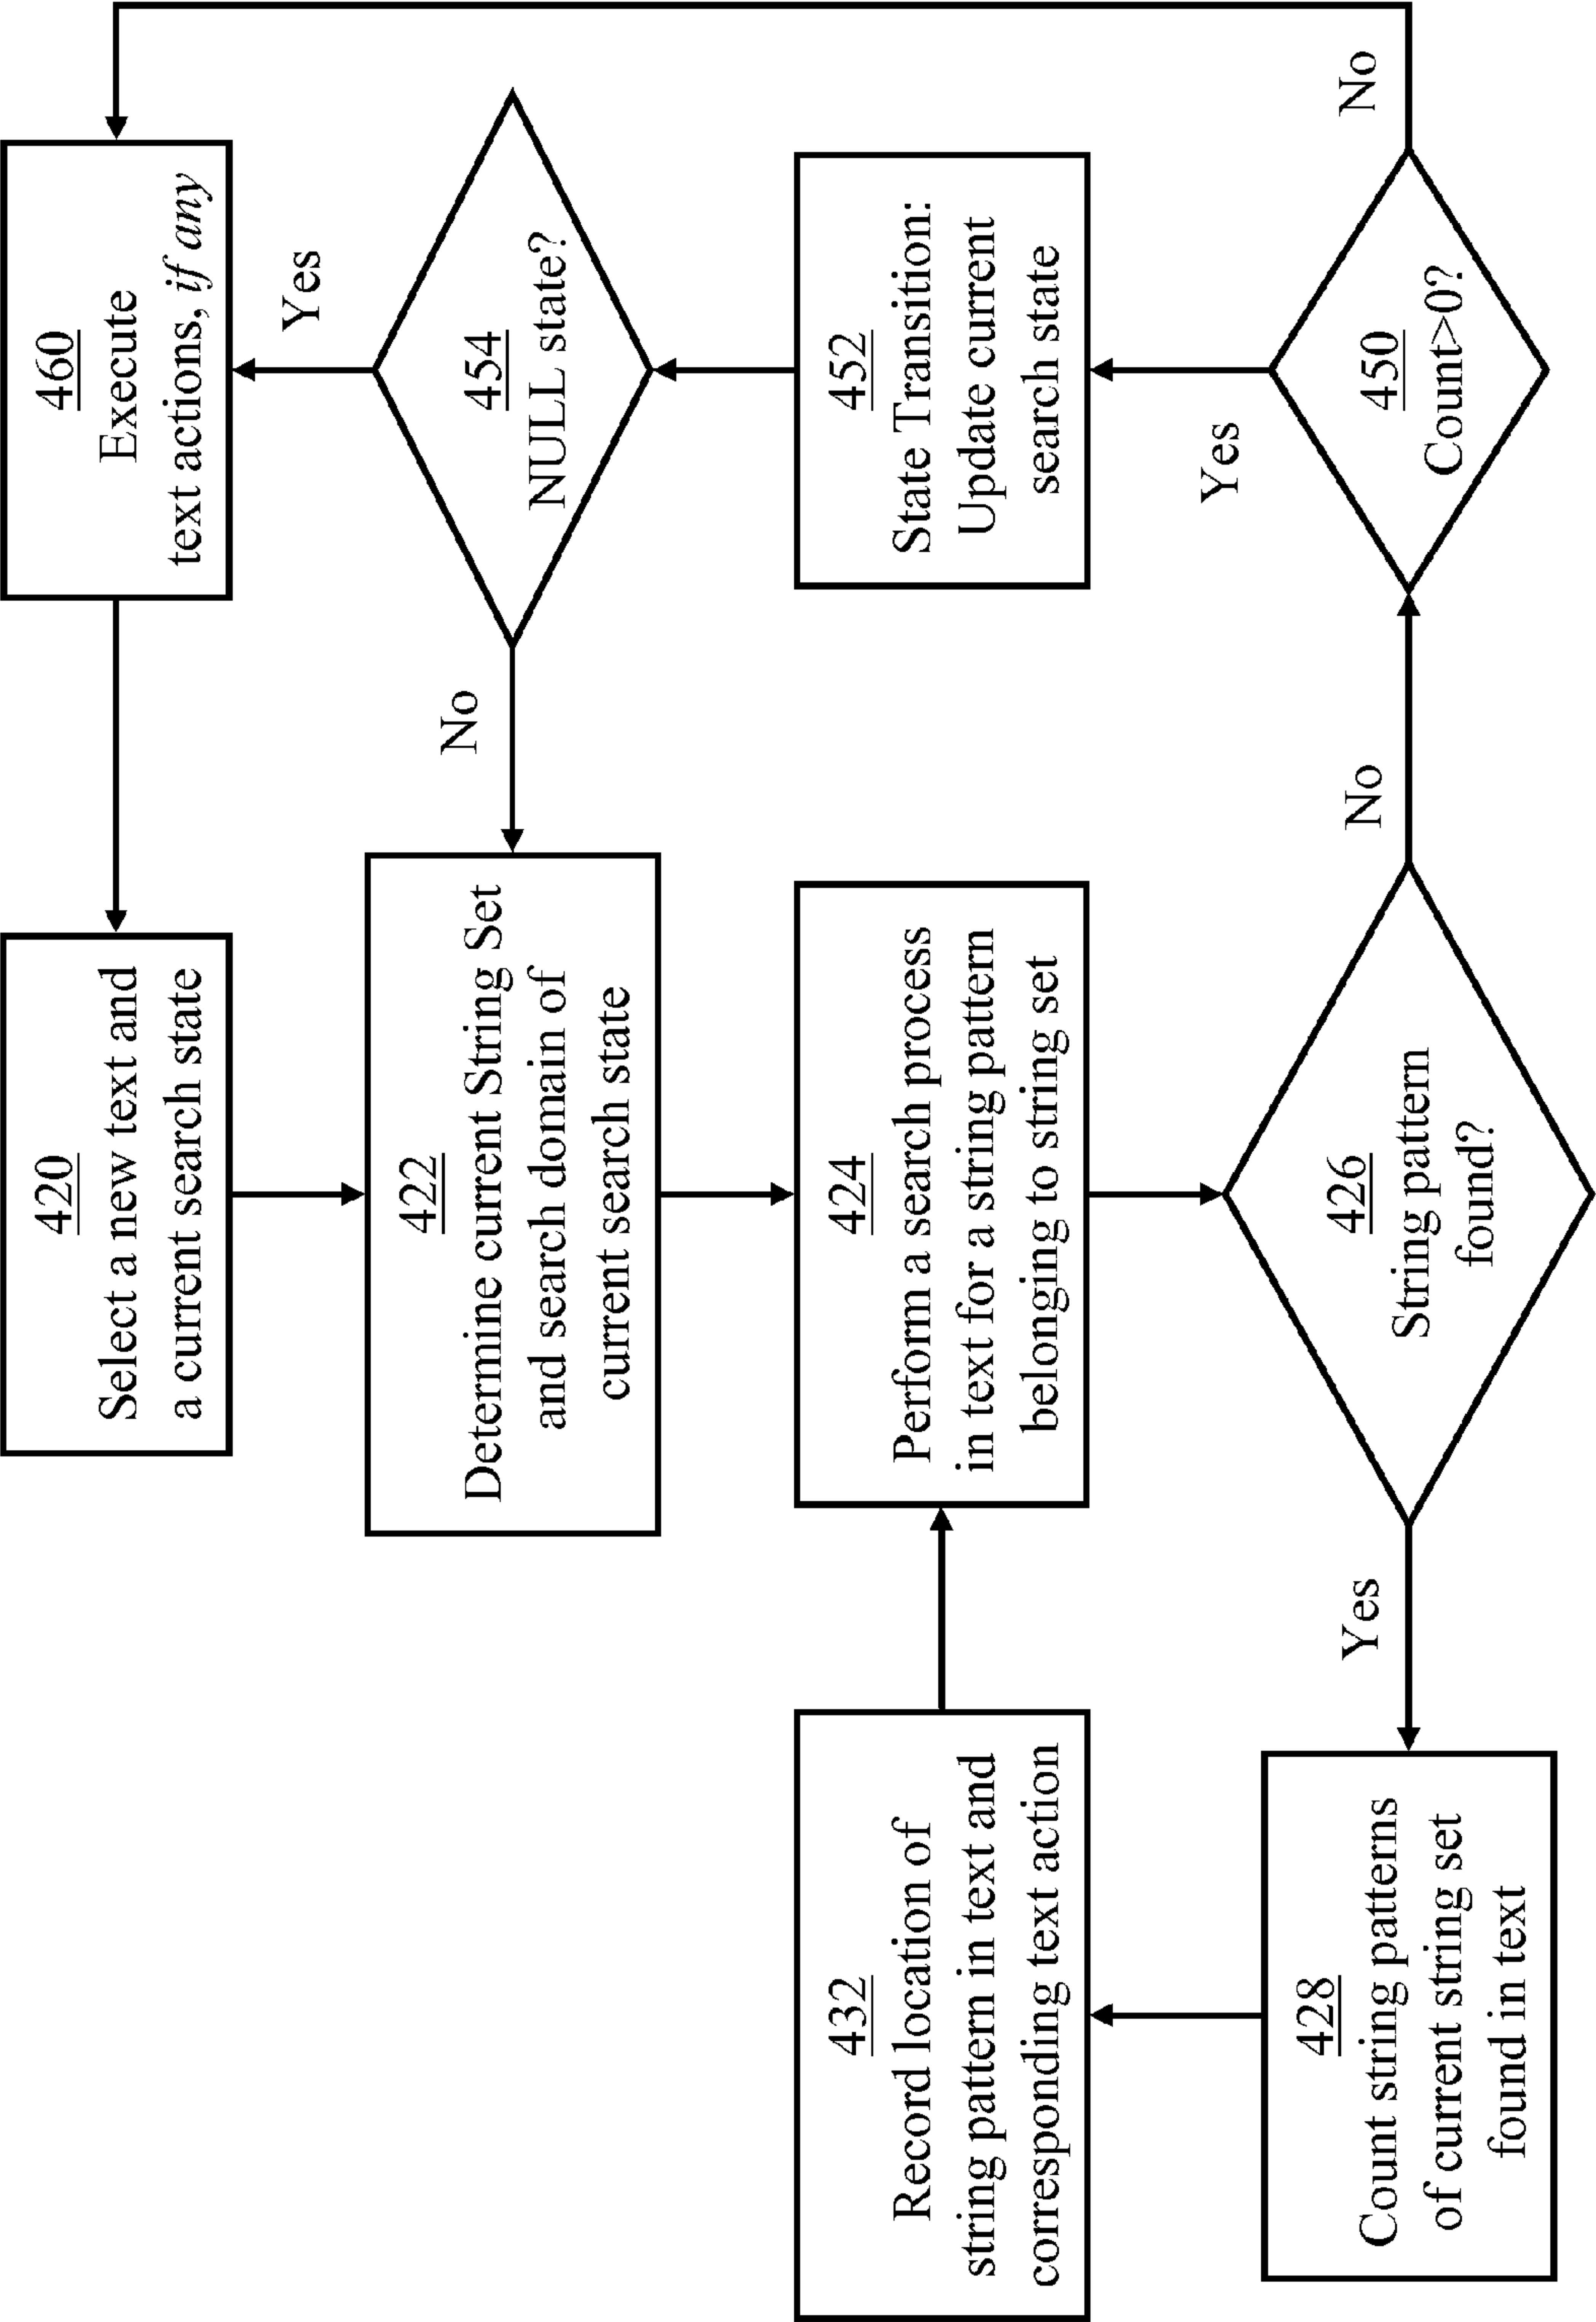 420
Select a new text and
a current search state
460
Execute
text actions, if any
422
Determine current String Set
and search domain of
current search state
No
454
NULL state?
Yes
432
Record location of
string pattern in text and
corresponding text action
424
Perform a search process
in text for a string pattern
belonging to string set
452
State Transition:
Update current
search state
Yes
428
Count string patterns
of current string set
found in text
Yes
426
String pattern
found?
No
450
Count>0?
No